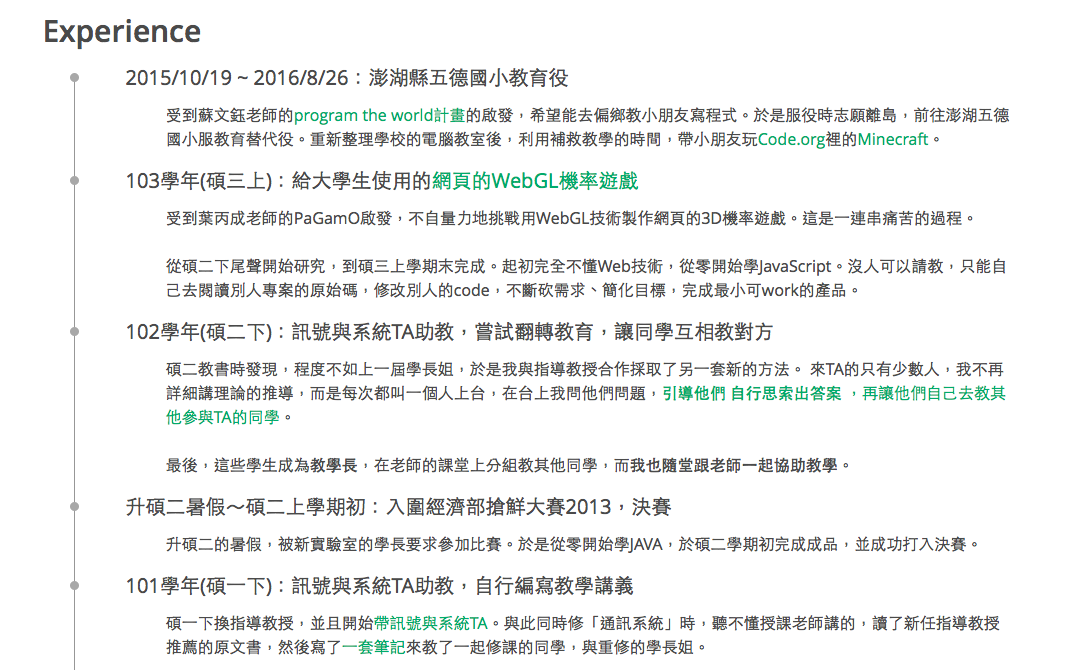 Experience
2015/10/19 ~ 2016/8/26：澎湖縣五德國小教育役
受到蘇文鈺老師的program the world計畫的啟發，希望能去偏鄉教小朋友寫程式。於是服役時志願離島，前往澎湖五德
國小服教育替代役。重新整理學校的電腦教室後，利用補救教學的時間，帶小朋友玩Code.org裡的Minecraft。
103學年(碩三上)：給大學生使用的網頁的WebGL機率遊戲
受到葉丙成老師的PaGamO啟發，不自量力地挑戰用WebGL技術製作網頁的3D機率遊戲。這是一連串痛苦的過程。
從碩二下尾聲開始研究，到碩三上學期末完成。起初完全不懂Web技術，從零開始學JavaScript。沒人可以請教，只能自
己去閱讀別人專案的原始碼，修改別人的code，不斷砍需求、簡化目標，完成最小可work的產品。
102學年(碩二下)：訊號與系統TA助教，嘗試翻轉教育，讓同學互相教對方
碩二教書時發現，程度不如上一屆學長姐，於是我與指導教授合作採取了另一套新的方法。 來TA的只有少數人，我不再
詳細講理論的推導，而是每次都叫一個人上台，在台上我問他們問題，引導他們 自行思索出答案 ，再讓他們自己去教其
他參與TA的同學。
最後，這些學生成為教學長，在老師的課堂上分組教其他同學，而我也隨堂跟老師一起協助教學。
升碩二暑假～碩二上學期初：入圍經濟部搶鮮大賽2013，決賽
升碩二的暑假，被新實驗室的學長要求參加比賽。於是從零開始學JAVA，於碩二學期初完成成品，並成功打入決賽。
101學年(碩一下)：訊號與系統TA助教，自行編寫教學講義
碩一下換指導教授，並且開始帶訊號與系統TA。與此同時修「通訊系統」時，聽不懂授課老師講的，讀了新任指導教授
推薦的原文書，然後寫了一套筆記來教了一起修課的同學，與重修的學長姐。